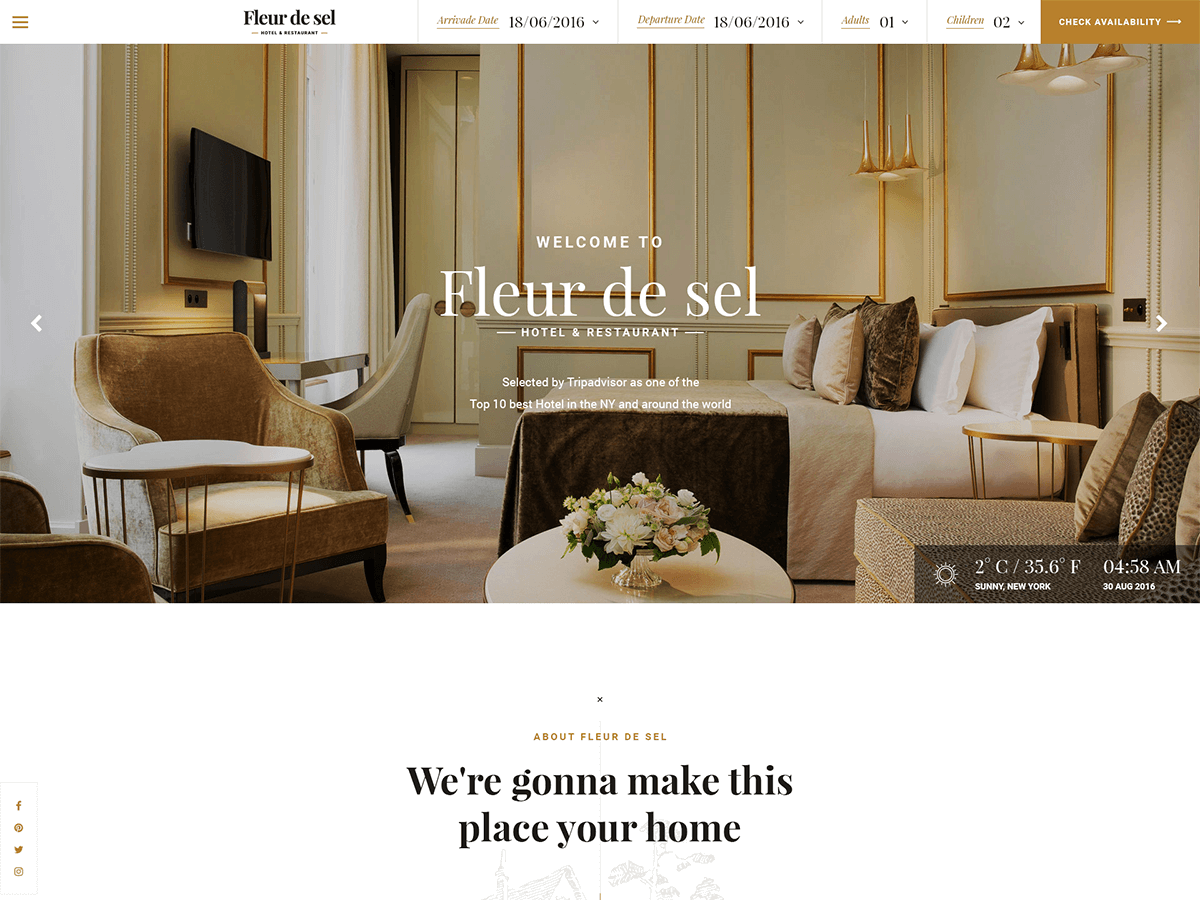 Fleur de sel
HOTEL & RESTAURANT
Arrivade Date 18/06/2016
Departure Date 18/06/2016
Adults 01
Children 02
CHECK AVAILABILITY
WELCOME TO
Fleur de sel
HOTEL & RESTAURANT
Selected by Tripadvisor as one of the
Top 10 best Hotel in the NY and around the world
2° C / 35.6° F
SUNNY, NEW YORK
04:58 AM
30 AUG 2016
ABOUT FLEUR DE SEL
We're gonna make this
place your home